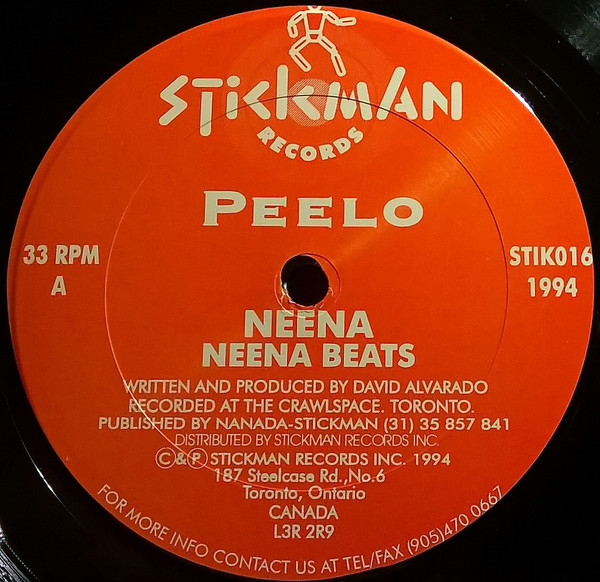 STICKMAN
RECORDS
PEELO
33 RPM
A
STIK016
1994
NEENA
NEENA BEATS
WRITTEN AND PRODUCED BY DAVID ALVARADO
RECORDED AT THE CRAWLSPACE. TORONTO.
PUBLISHED BY NANADA-STICKMAN (31) 35 857 841
DISTRIBUTED BY STICKMAN RECORDS INC.
©&℗ STICKMAN RECORDS INC. 1994
187 Steelcase Rd.,No.6
Toronto, Ontario
CANADA
L3R 2R9
FOR MORE INFO CONTACT US AT TEL/FAX (905)470 0667